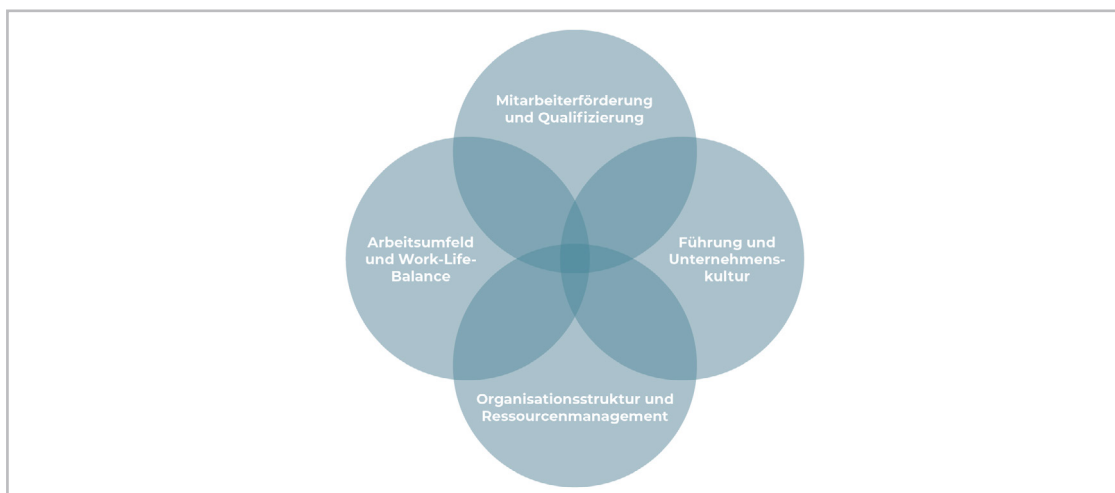 Mitarbeiterförderung
und Qualifizierung
Arbeitsumfeld
und Work-Life-
Balance
Führung und
Unternehmens-
kultur
Organisationsstruktur und
Ressourcenmanagement